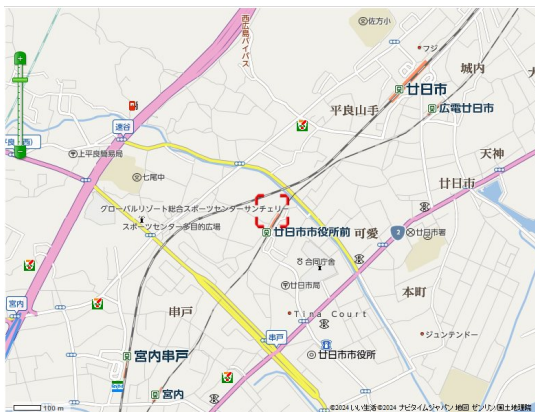 佐方小
西広島バイパス
フジ
城内
廿日市
平良山手
広電廿日市
速谷
上平良簡易局
天神
七尾中
廿日市
グローバルリゾート総合スポーツセンターサンチェリー
スポーツセンター多目的広場
廿日市市役所前
可愛
2
廿日市署
合同庁舎
廿日市局
本町
宮内
串戸
Tina Court
串戸
ジュンテンドー
宮内串戸
廿日市市役所
宮内
100 m
©2024 いい生活©2024 ナビタイムジャパン 地図 ゼンリン 国土地理院